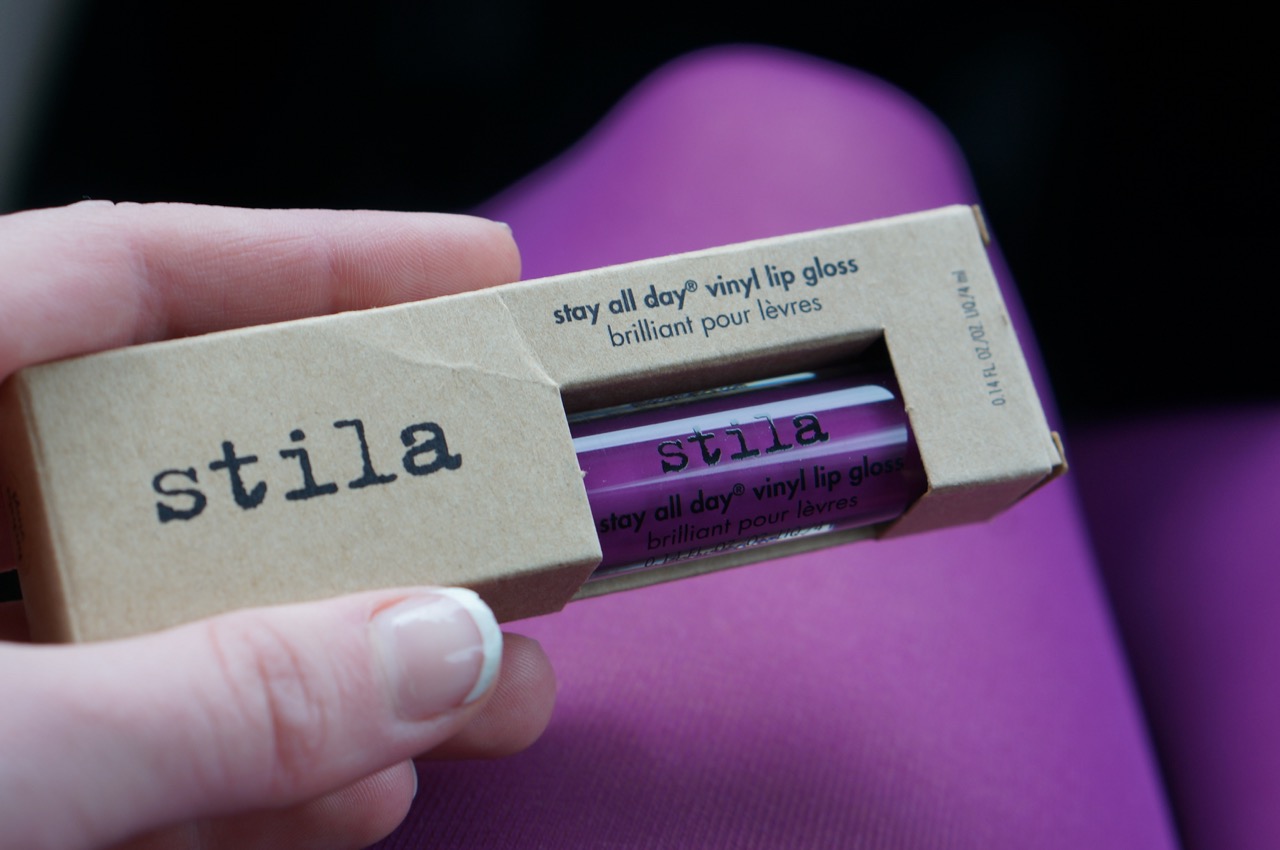 stila
stay all day® vinyl lip gloss
brilliant pour lèvres
0.14 FL OZ/OZ LIQ/4 ml
stila
stay all day® vinyl lip gloss
brilliant pour lèvres